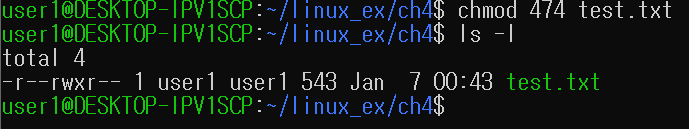 user1@DESKTOP-IPV1SCP:~/linux_ex/ch4$ chmod 474 test.txt
user1@DESKTOP-IPV1SCP:~/linux_ex/ch4$ ls -l
total 4
-r--rwxr-- 1 user1 user1 543 Jan  7 00:43 test.txt
user1@DESKTOP-IPV1SCP:~/linux_ex/ch4$